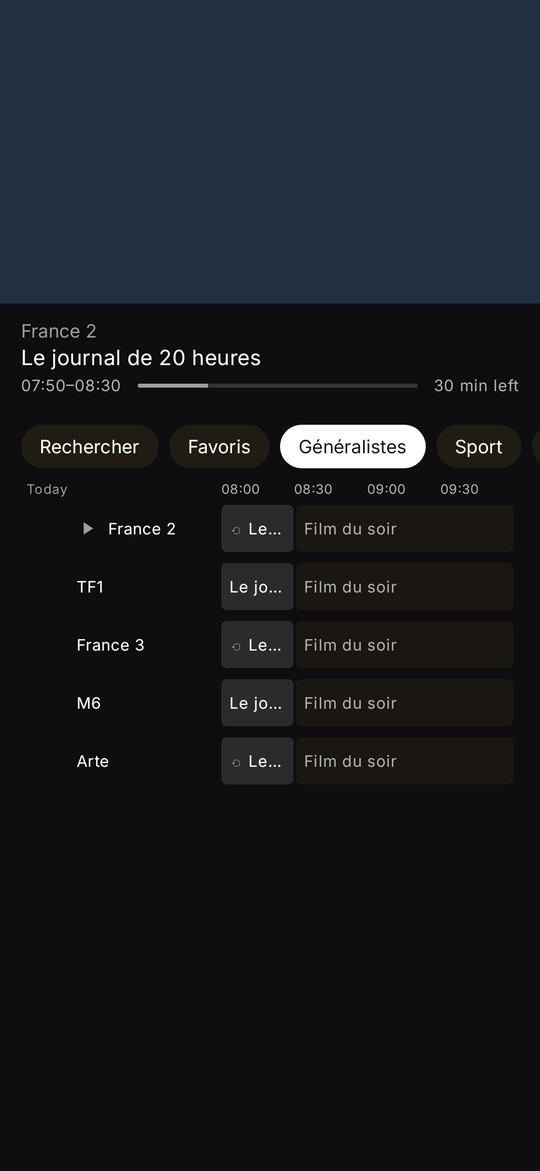 France 2
Le journal de 20 heures
07:50–08:30 30 min left
Rechercher Favoris Généralistes Sport
Today 08:00 08:30 09:00 09:30
France 2 Le... Film du soir
TF1 Le jo... Film du soir
France 3 Le... Film du soir
M6 Le jo... Film du soir
Arte Le... Film du soir